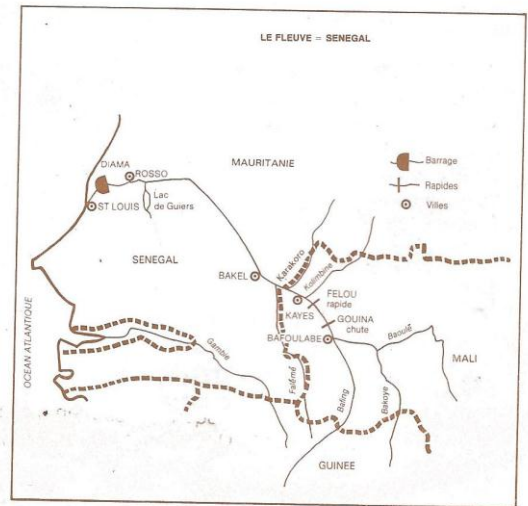 LE FLEUVE = SENEGAL
DIAMA
ROSSO
MAURITANIE
Barrage
Rapides
Villes
ST LOUIS
Lac
de Guiers
SENEGAL
BAKEL
Karakoro
Kolimbine
KAYES
FELOU
rapide
GOUINA
chute
BAFOULABE
Baoulé
MALI
OCEAN ATLANTIQUE
Gambie
Falémé
Bafing
Bakoye
GUINEE